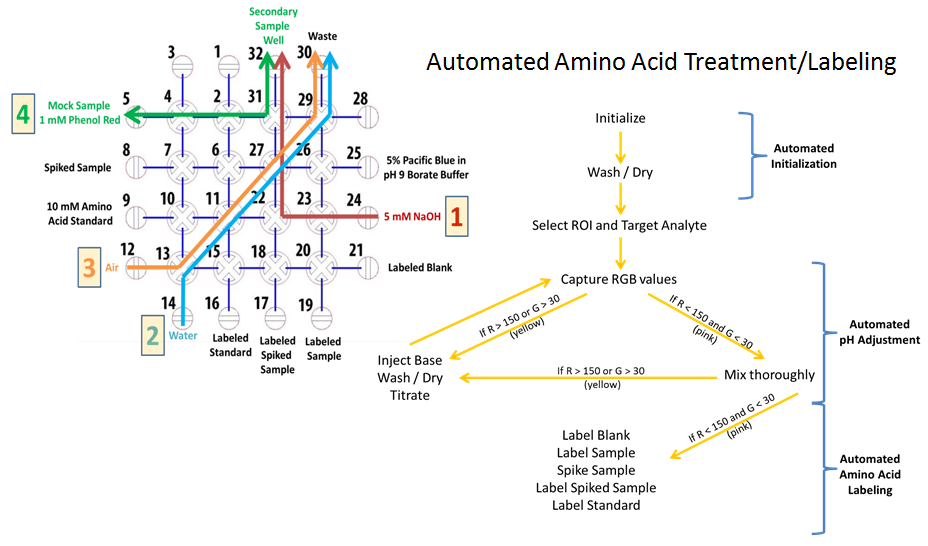 Automated Amino Acid Treatment/Labeling
Secondary
Sample
Well
Waste
3
1
32
30
5
4
2
31
29
28
4
Mock Sample
1 mM Phenol Red
8
7
6
27
26
25
Spiked Sample
5% Pacific Blue in
pH 9 Borate Buffer
9
10
11
22
23
24
10 mM Amino
Acid Standard
5 mM NaOH
1
12
13
15
18
20
21
3
Air
Labeled Blank
14
16
17
19
2
Water
Labeled
Standard
Labeled
Spiked
Sample
Labeled
Sample
Initialize
Wash / Dry
Select ROI and Target Analyte
Capture RGB values
If R > 150 or G > 30
(yellow)
If R < 150 and G < 30
(pink)
Inject Base
Wash / Dry
Titrate
If R > 150 or G > 30
(yellow)
Mix thoroughly
If R < 150 and G < 30
(pink)
Label Blank
Label Sample
Spike Sample
Label Spiked Sample
Label Standard
Automated
Initialization
Automated
pH Adjustment
Automated
Amino Acid
Labeling